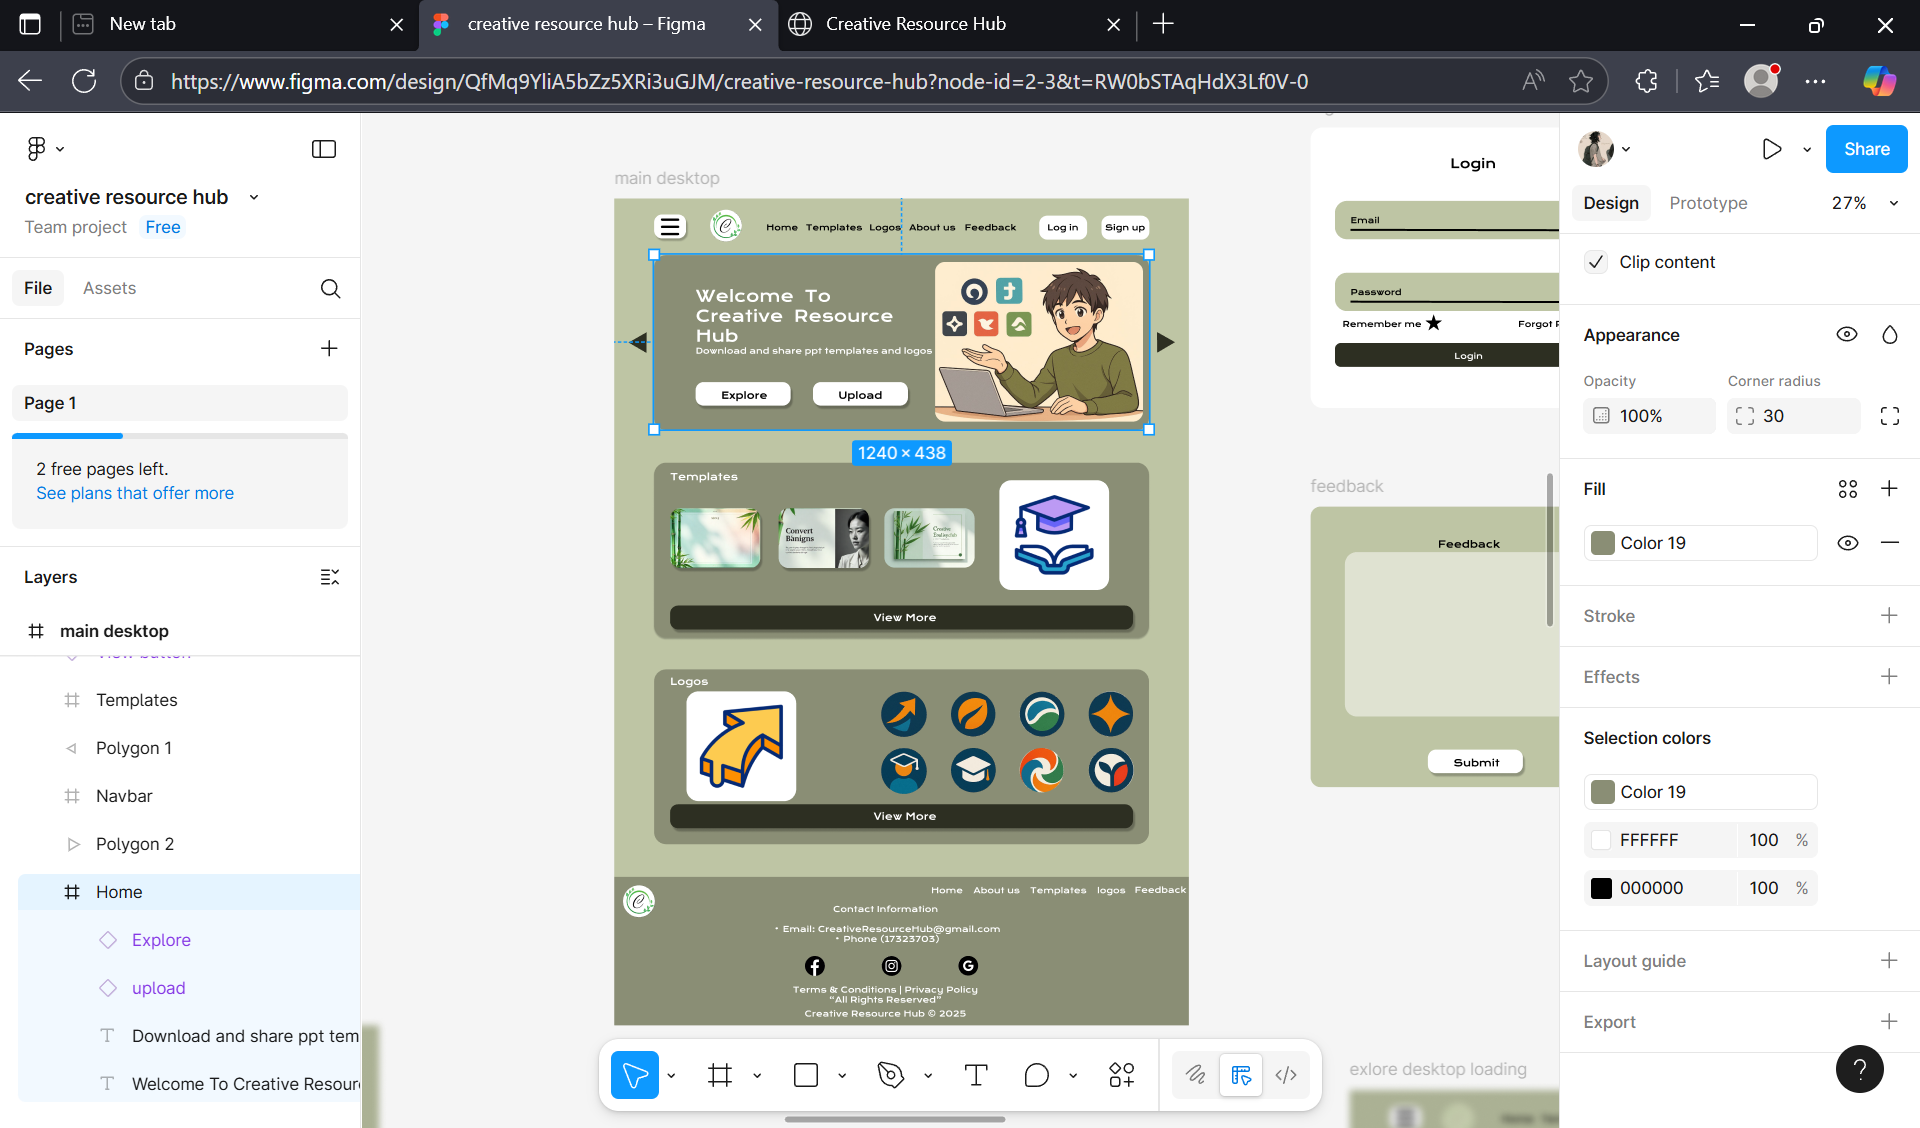 New tab
creative resource hub – Figma
Creative Resource Hub
https://www.figma.com/design/QfMq9YliA5bZz5XRi3uGJM/creative-resource-hub?node-id=2-3&t=RW0bSTAqHdX3Lf0V-0
creative resource hub
Team project Free
File Assets
Pages
Page 1
2 free pages left.
See plans that offer more
Layers
main desktop
Templates
Polygon 1
Navbar
Polygon 2
Home
Explore
upload
Download and share ppt tem
Welcome To Creative Resour
main desktop
Home Templates Logos About us Feedback Log in Sign up
Welcome To
Creative Resource
Hub
Download and share ppt templates and logos
Explore Upload
1240 × 438
Templates
Convert
Banigns
View More
Logos
View More
Home About us Templates logos Feedback
Contact Information
• Email: CreativeResourceHub@gmail.com
• Phone (17323703)
Terms & Conditions | Privacy Policy
“All Rights Reserved”
Creative Resource Hub © 2025
Login
Email
Password
Remember me Forgot
Login
feedback
Feedback
Submit
exlore desktop loading
Share
Design Prototype 27%
Clip content
Appearance
Opacity Corner radius
100% 30
Fill
Color 19
Stroke
Effects
Selection colors
Color 19
FFFFFF 100 %
000000 100 %
Layout guide
Export
?